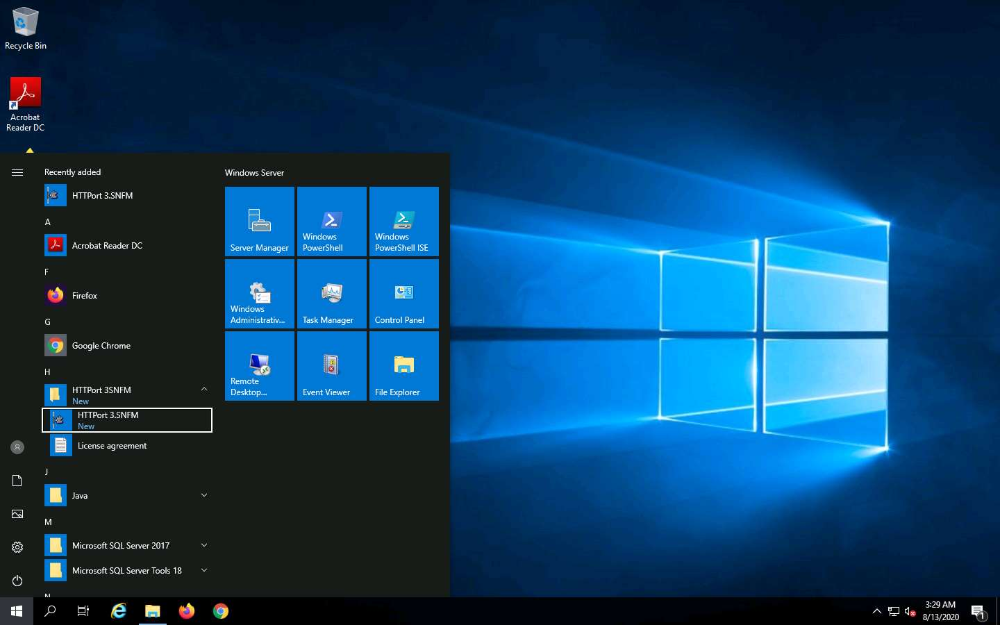 Recycle Bin
Acrobat
Reader DC
Recently added
HTTPort 3.SNFM
A
Acrobat Reader DC
F
Firefox
G
Google Chrome
H
HTTPort 3SNFM
New
HTTPort 3.SNFM
New
License agreement
J
Java
M
Microsoft SQL Server 2017
Microsoft SQL Server Tools 18
N
Windows Server
Server Manager
Windows
PowerShell
Windows
PowerShell ISE
Windows
Administrativ...
Task Manager
Control Panel
Remote
Desktop...
Event Viewer
File Explorer
3:29 AM
8/13/2020
1